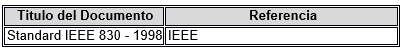 Titulo del Documento Referencia
Standard IEEE 830 - 1998 IEEE